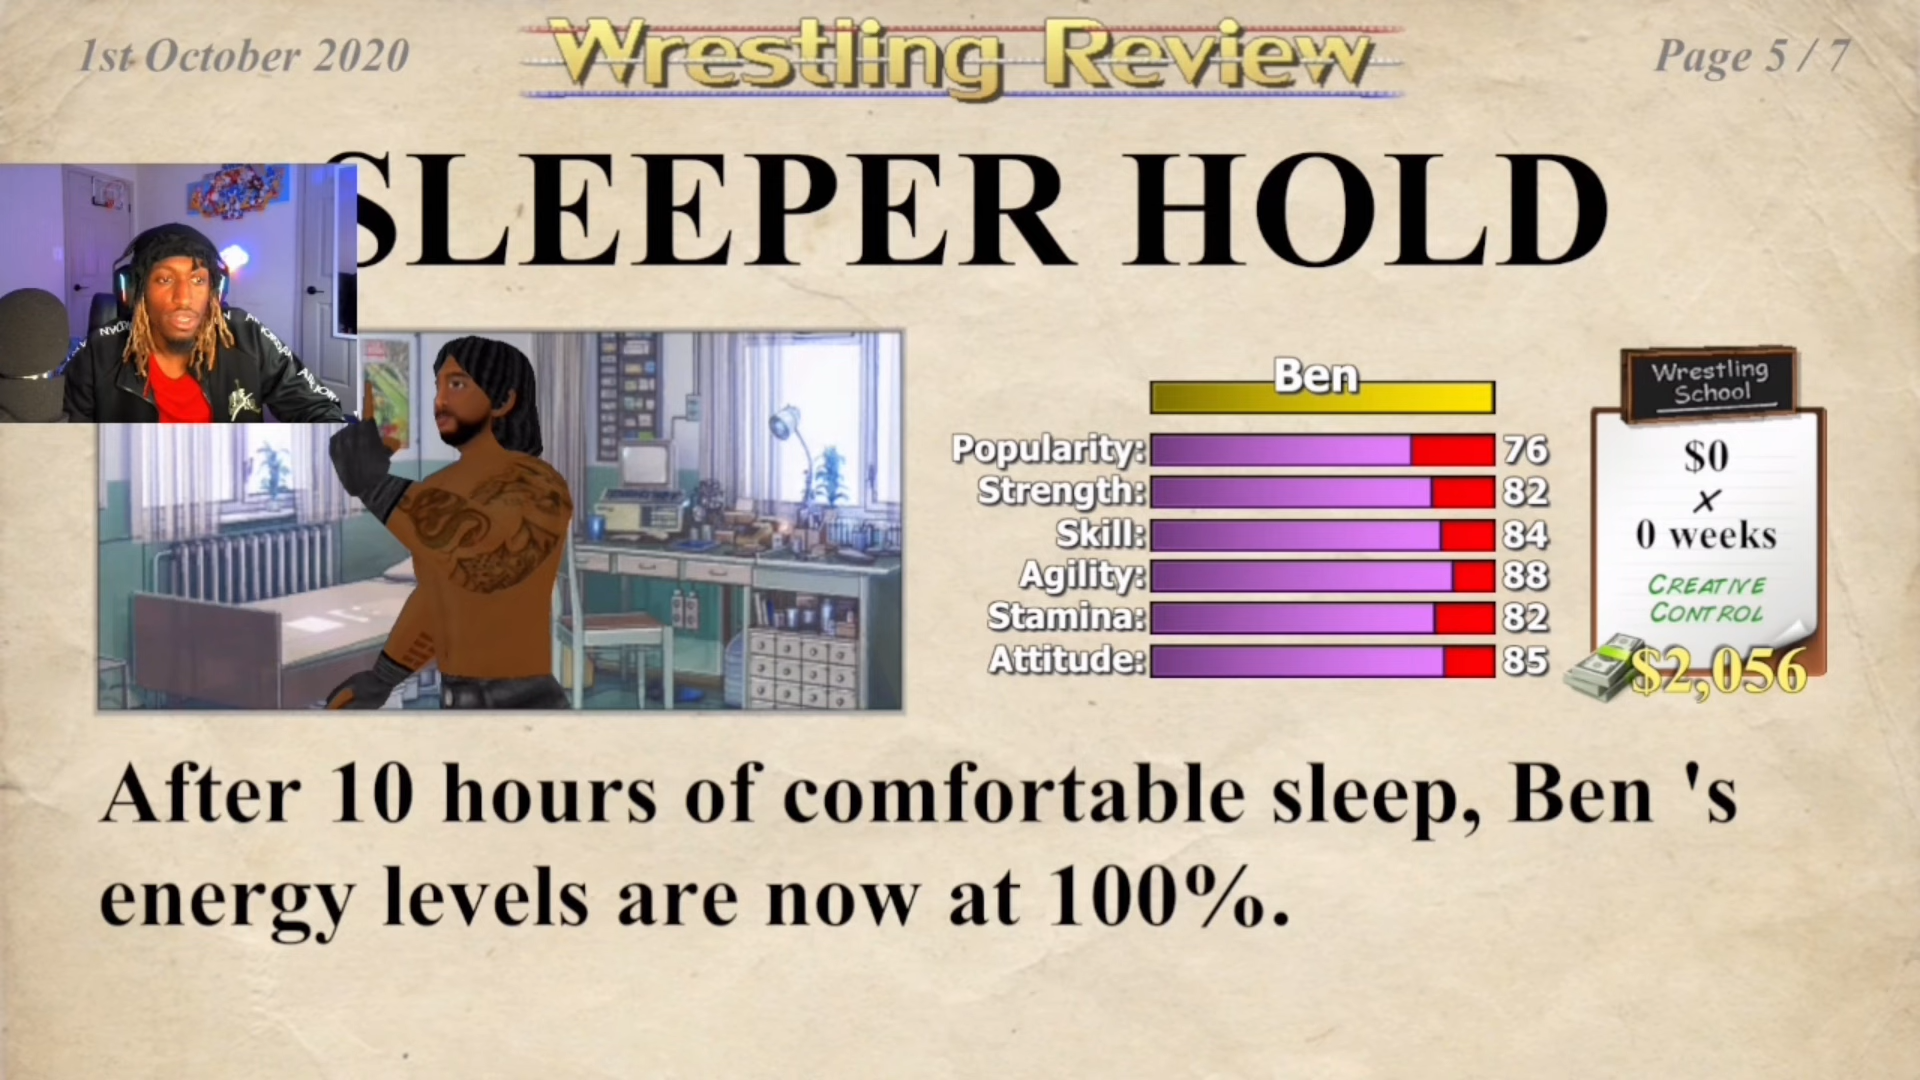 1st October 2020
Wrestling Review
Page 5 / 7
SLEEPER HOLD
Ben
Popularity: 76
Strength: 82
Skill: 84
Agility: 88
Stamina: 82
Attitude: 85
Wrestling
School
$0
x
0 weeks
CREATIVE
CONTROL
$2,056
After 10 hours of comfortable sleep, Ben 's
energy levels are now at 100%.